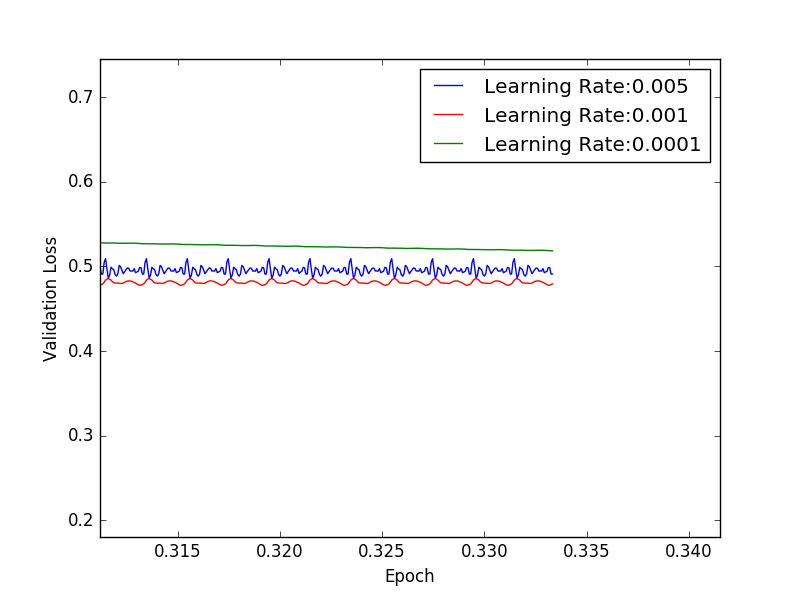 Learning Rate:0.005
Learning Rate:0.001
Learning Rate:0.0001
0.7
0.6
0.5
0.4
0.3
0.2
Validation Loss
0.315 0.320 0.325 0.330 0.335 0.340
Epoch